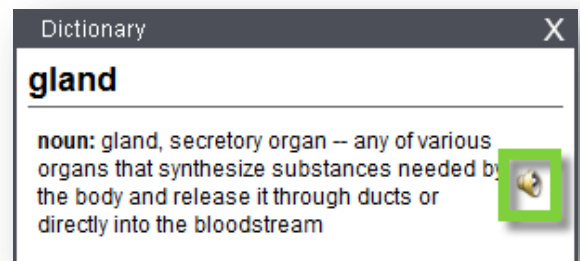 Dictionary X
gland
noun: gland, secretory organ -- any of various
organs that synthesize substances needed by
the body and release it through ducts or
directly into the bloodstream